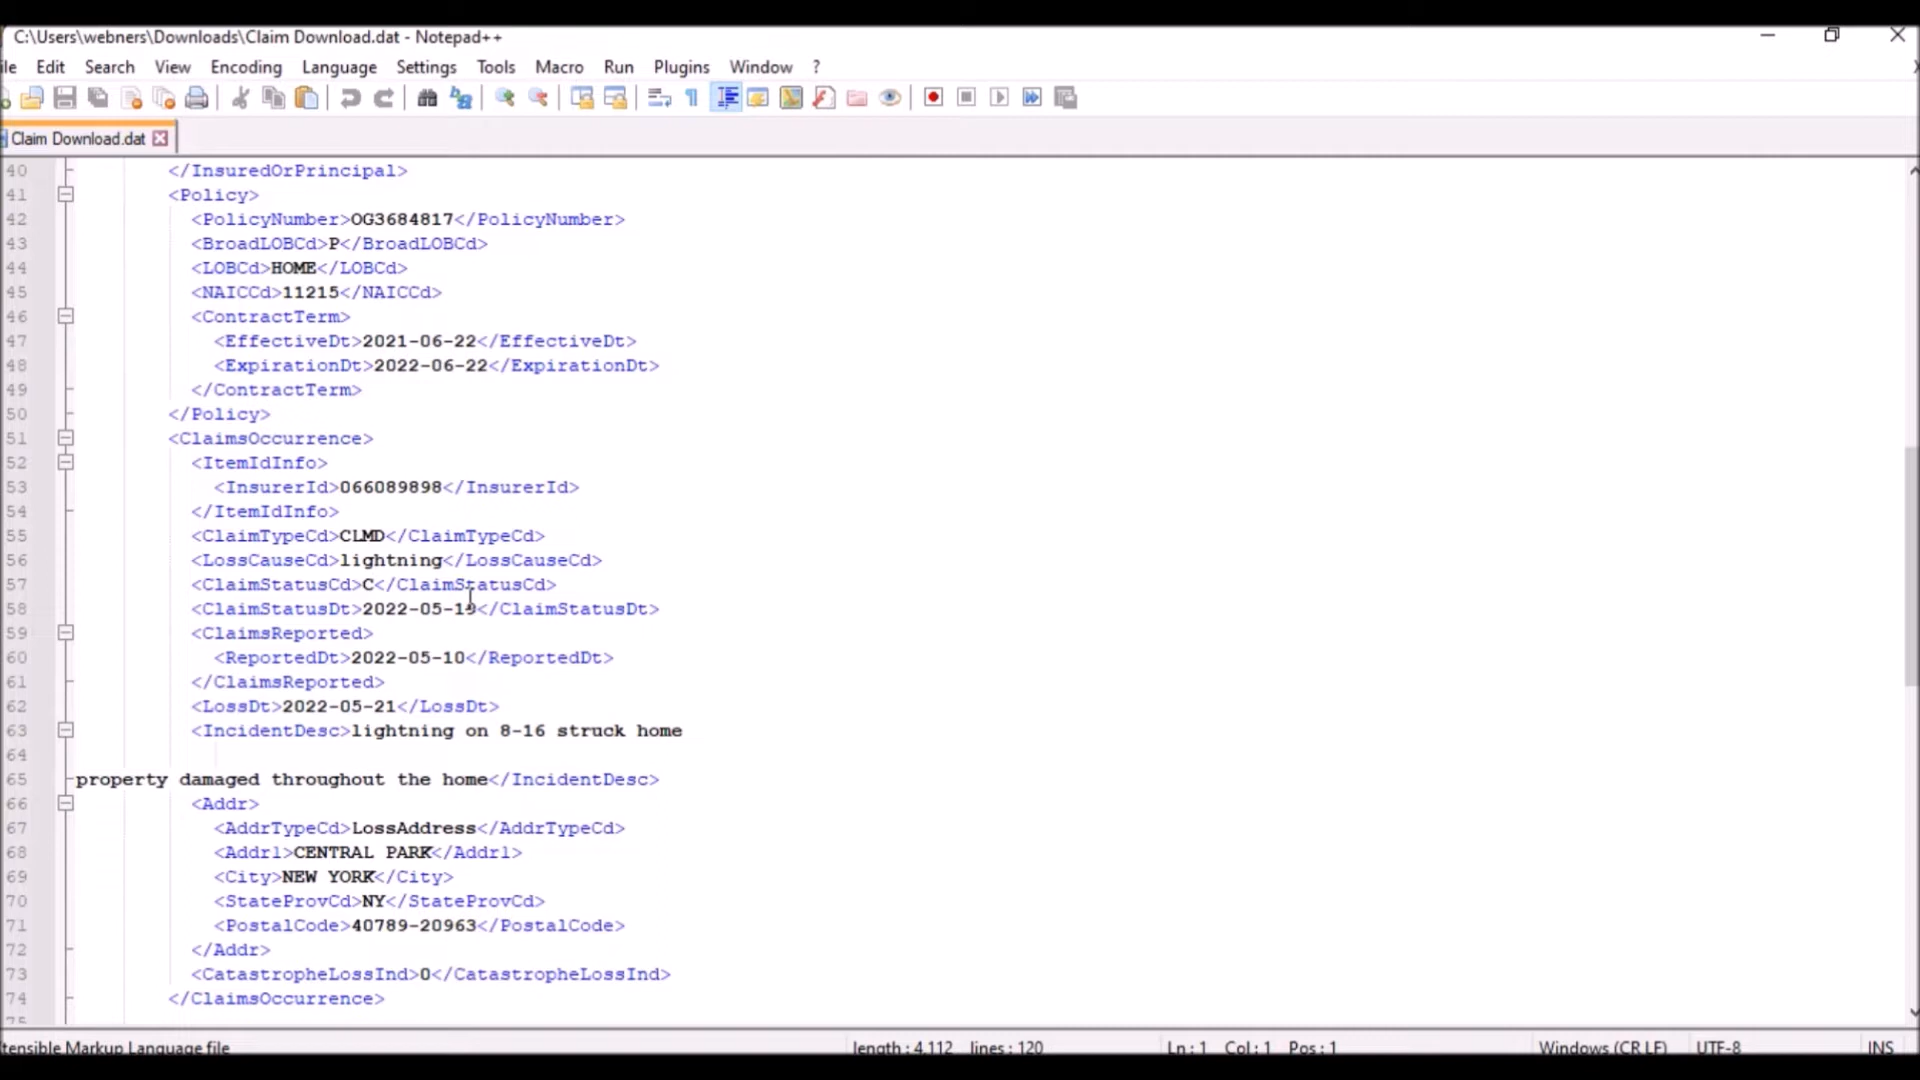 C:\Users\webners\Downloads\Claim Download.dat - Notepad++
Edit Search View Encoding Language Settings Tools Macro Run Plugins Window ?
Claim Download.dat
40 </InsuredOrPrincipal>
41 <Policy>
42 <PolicyNumber>OG3684817</PolicyNumber>
43 <BroadLOBCd>P</BroadLOBCd>
44 <LOBCd>HOME</LOBCd>
45 <NAICCd>11215</NAICCd>
46 <ContractTerm>
47 <EffectiveDt>2021-06-22</EffectiveDt>
48 <ExpirationDt>2022-06-22</ExpirationDt>
49 </ContractTerm>
50 </Policy>
51 <ClaimsOccurrence>
52 <ItemIdInfo>
53 <InsurerId>066089898</InsurerId>
54 </ItemIdInfo>
55 <ClaimTypeCd>CLMD</ClaimTypeCd>
56 <LossCauseCd>lightning</LossCauseCd>
57 <ClaimStatusCd>C</ClaimStatusCd>
58 <ClaimStatusDt>2022-05-19</ClaimStatusDt>
59 <ClaimsReported>
60 <ReportedDt>2022-05-10</ReportedDt>
61 </ClaimsReported>
62 <LossDt>2022-05-21</LossDt>
63 <IncidentDesc>lightning on 8-16 struck home
64
65 property damaged throughout the home</IncidentDesc>
66 <Addr>
67 <AddrTypeCd>LossAddress</AddrTypeCd>
68 <Addr1>CENTRAL PARK</Addr1>
69 <City>NEW YORK</City>
70 <StateProvCd>NY</StateProvCd>
71 <PostalCode>40789-20963</PostalCode>
72 </Addr>
73 <CatastropheLossInd>0</CatastropheLossInd>
74 </ClaimsOccurrence>
75
tensible Markup Language file length : 4,112 lines : 120 Ln : 1 Col : 1 Pos : 1 Windows (CR LF) UTF-8 INS